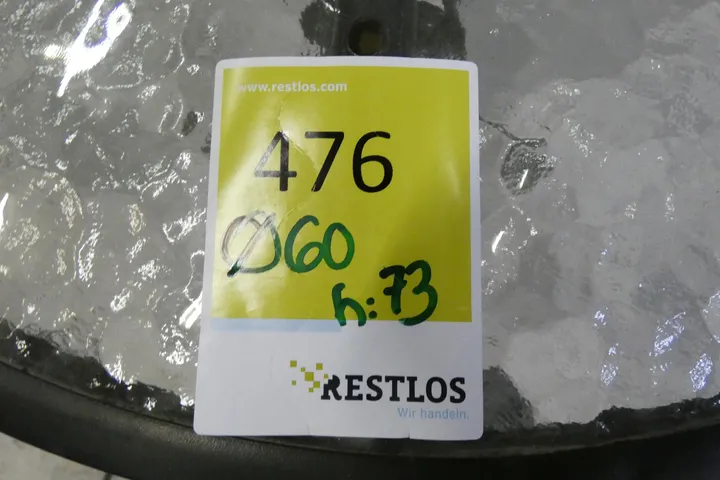 www.restlos.com
476
Ø60
h:73
RESTLOS
Wir handeln.